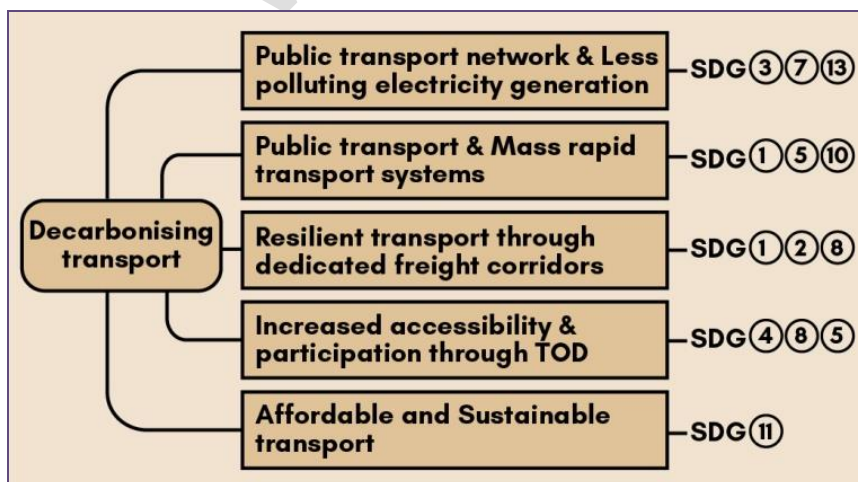 Public transport network & Less
polluting electricity generation
SDG 3 7 13
Public transport & Mass rapid
transport systems
SDG 1 5 10
Decarbonising
transport
Resilient transport through
dedicated freight corridors
SDG 1 2 8
Increased accessibility &
participation through TOD
SDG 4 8 5
Affordable and Sustainable
transport
SDG 11